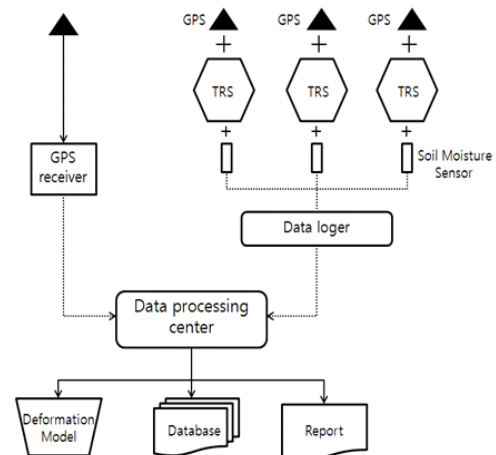 GPS GPS GPS
+ + +
TRS TRS TRS
+ + +
GPS
receiver
Soil Moisture
Sensor
Data loger
Data processing
center
Deformation
Model
Database
Report